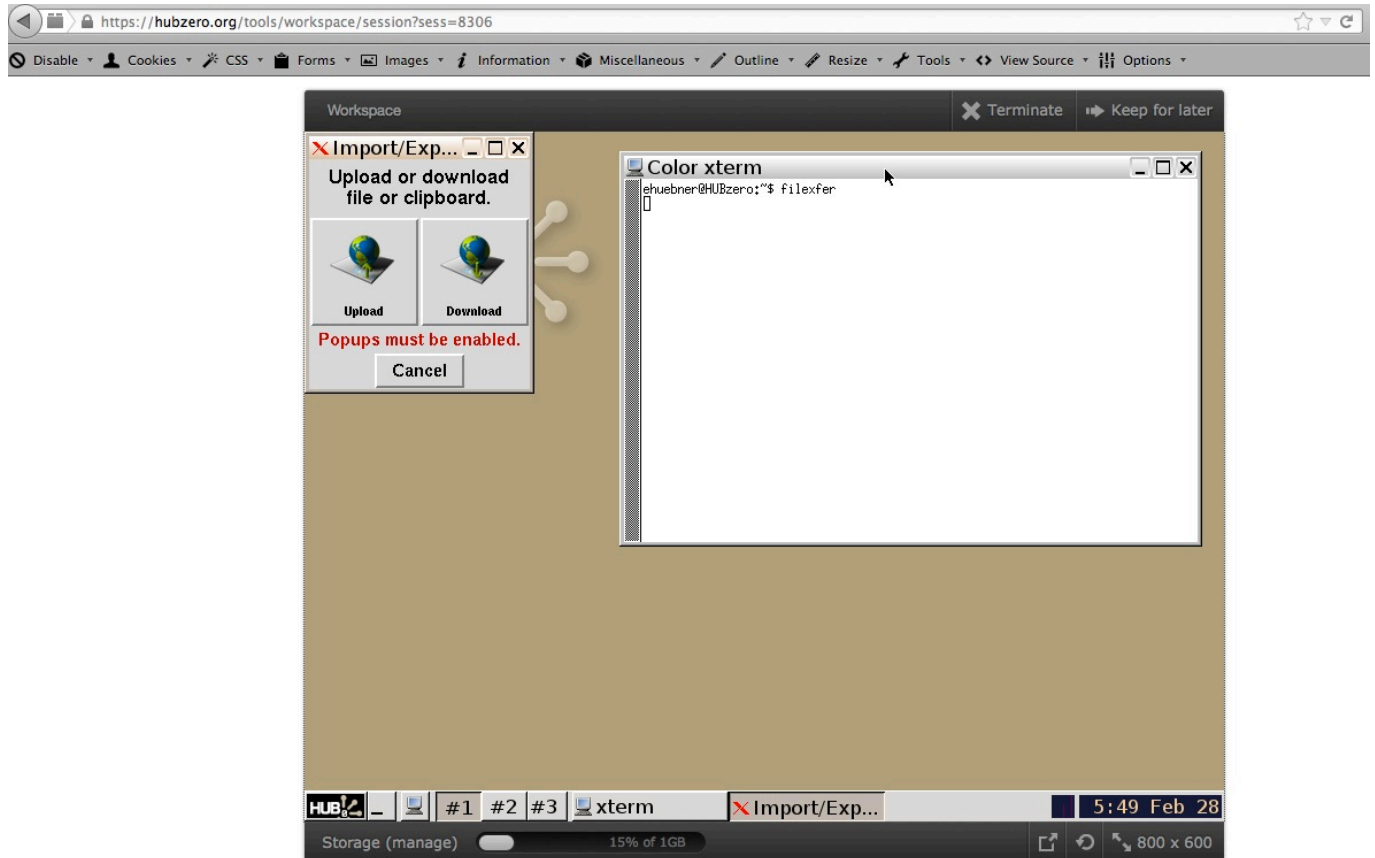 https://hubzero.org/tools/workspace/session?sess=8306
Disable Cookies CSS Forms Images Information Miscellaneous Outline Resize Tools View Source Options
Workspace Terminate Keep for later
Import/Exp...
Upload or download
file or clipboard.
Upload Download
Popups must be enabled.
Cancel
Color xterm
ehuebner@HUBzero:~$ filexfer
HUB #1 #2 #3 xterm Import/Exp... 5:49 Feb 28
Storage (manage) 15% of 1GB 800 x 600